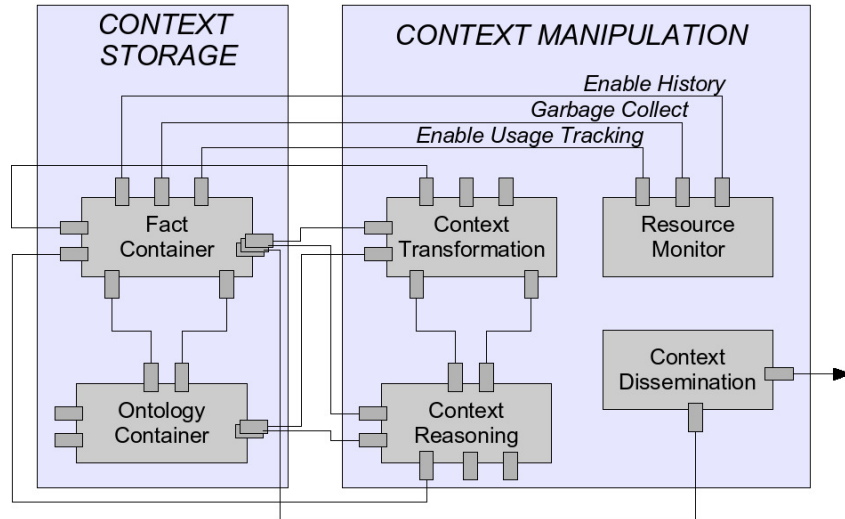 CONTEXT
STORAGE
CONTEXT MANIPULATION
Enable History
Garbage Collect
Enable Usage Tracking
Fact
Container
Context
Transformation
Resource
Monitor
Ontology
Container
Context
Reasoning
Context
Dissemination